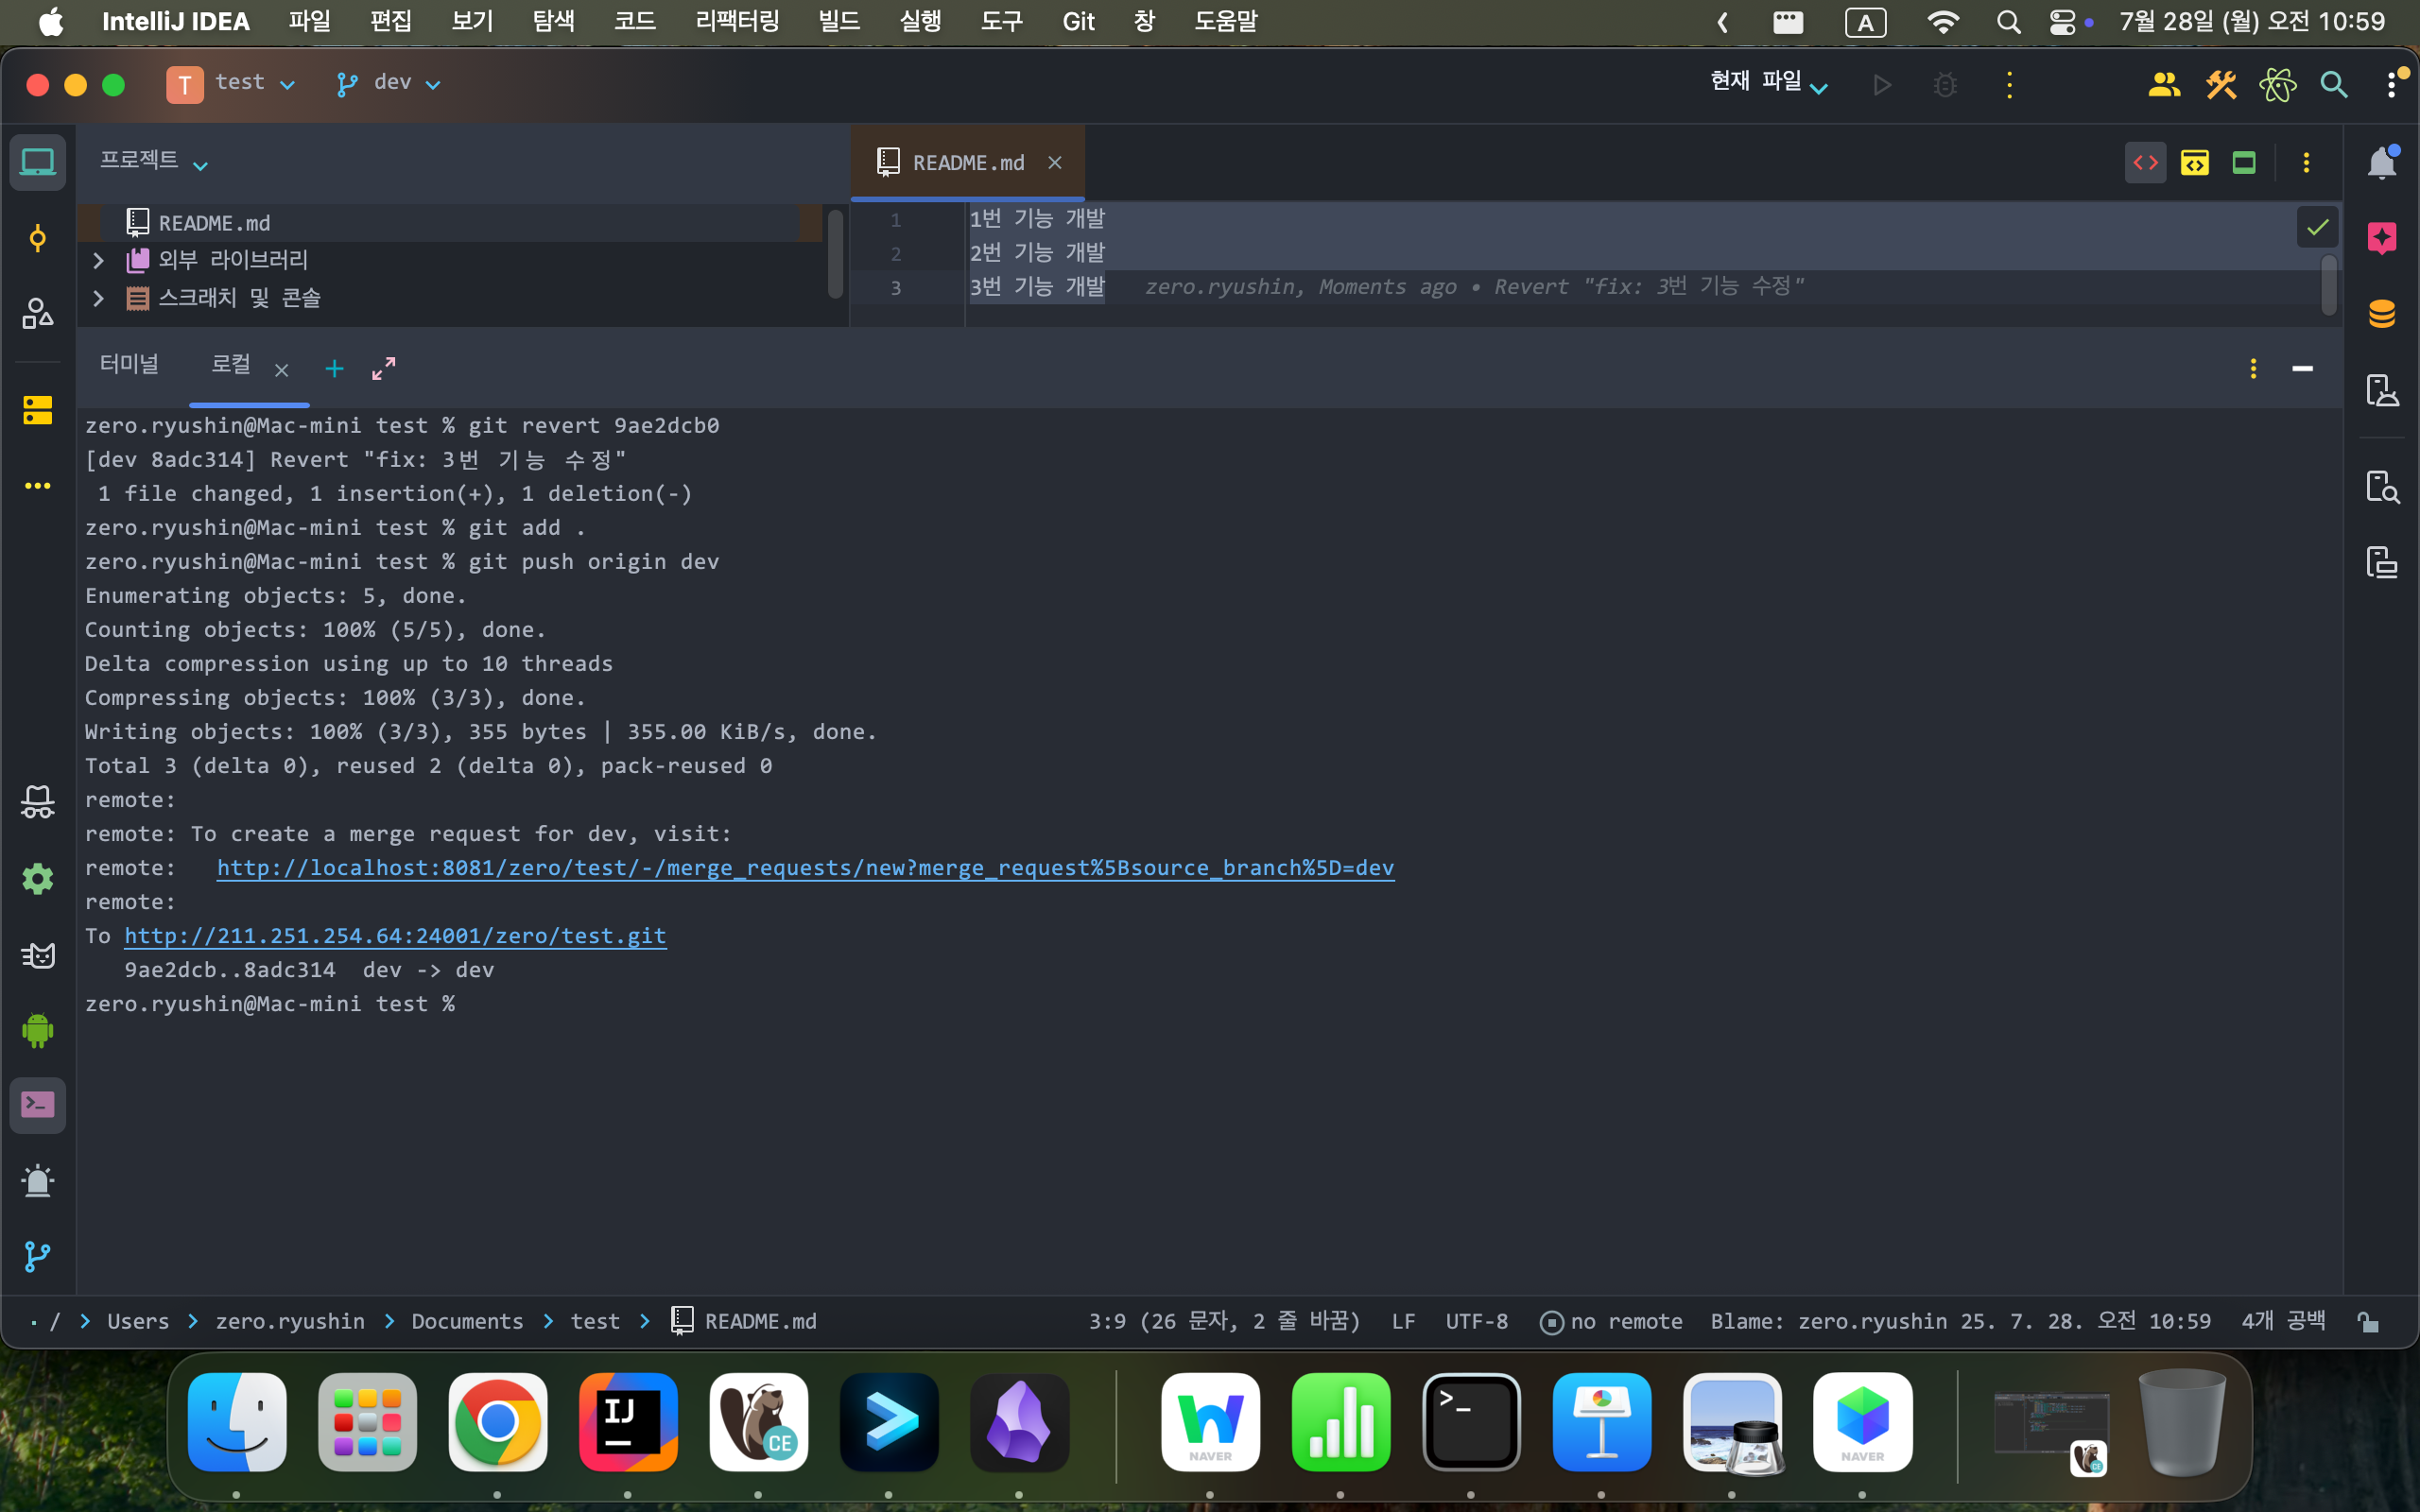 IntelliJ IDEA 파일 편집 보기 탐색 코드 리팩터링 빌드 실행 도구 Git 창 도움말 A 7월 28일 (월) 오전 10:59
T test dev 현재 파일
프로젝트
README.md
README.md
외부 라이브러리
스크래치 및 콘솔
1 1번 기능 개발
2 2번 기능 개발
3 3번 기능 개발 zero.ryushin, Moments ago • Revert "fix: 3번 기능 수정"
터미널 로컬
zero.ryushin@Mac-mini test % git revert 9ae2dcb0
[dev 8adc314] Revert "fix: 3번 기능 수정"
1 file changed, 1 insertion(+), 1 deletion(-)
zero.ryushin@Mac-mini test % git add .
zero.ryushin@Mac-mini test % git push origin dev
Enumerating objects: 5, done.
Counting objects: 100% (5/5), done.
Delta compression using up to 10 threads
Compressing objects: 100% (3/3), done.
Writing objects: 100% (3/3), 355 bytes | 355.00 KiB/s, done.
Total 3 (delta 0), reused 2 (delta 0), pack-reused 0
remote:
remote: To create a merge request for dev, visit:
remote: http://localhost:8081/zero/test/-/merge_requests/new?merge_request%5Bsource_branch%5D=dev
remote:
To http://211.251.254.64:24001/zero/test.git
9ae2dcb..8adc314 dev -> dev
zero.ryushin@Mac-mini test %
/ > Users > zero.ryushin > Documents > test > README.md 3:9 (26 문자, 2 줄 바꿈) LF UTF-8 no remote Blame: zero.ryushin 25. 7. 28. 오전 10:59 4개 공백
IJ CE NAVER >_ NAVER